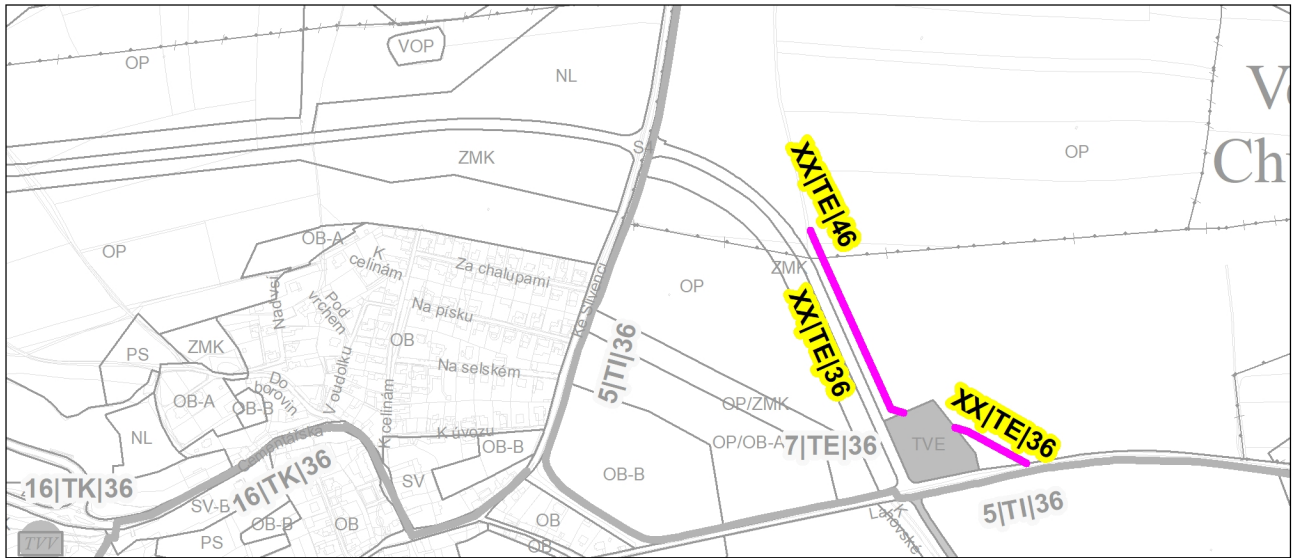 OP
VOP
NL
ZMK
SA
OP
XX|TE|46
OP
OB-A
K celinám
Za chalupami
Nad vsí
Pod vrchem
Na písku
OB
Na selském
Ke Slivenci
5|TI|36
OP
ZMK
XX|TE|36
PS
ZMK
OB-A
OB-B
Do borovin
V oudolku
K celinám
K úvozu
OB-B
NL
Cementářská
16|TK|36
16|TK|36
SV-B
SV
OB-B
OB
PS
OB
OB
OB-B
OP/ZMK
OP/OB-A
7|TE|36
TVE
XX|TE|36
5|TI|36
K Lahovské
TVV